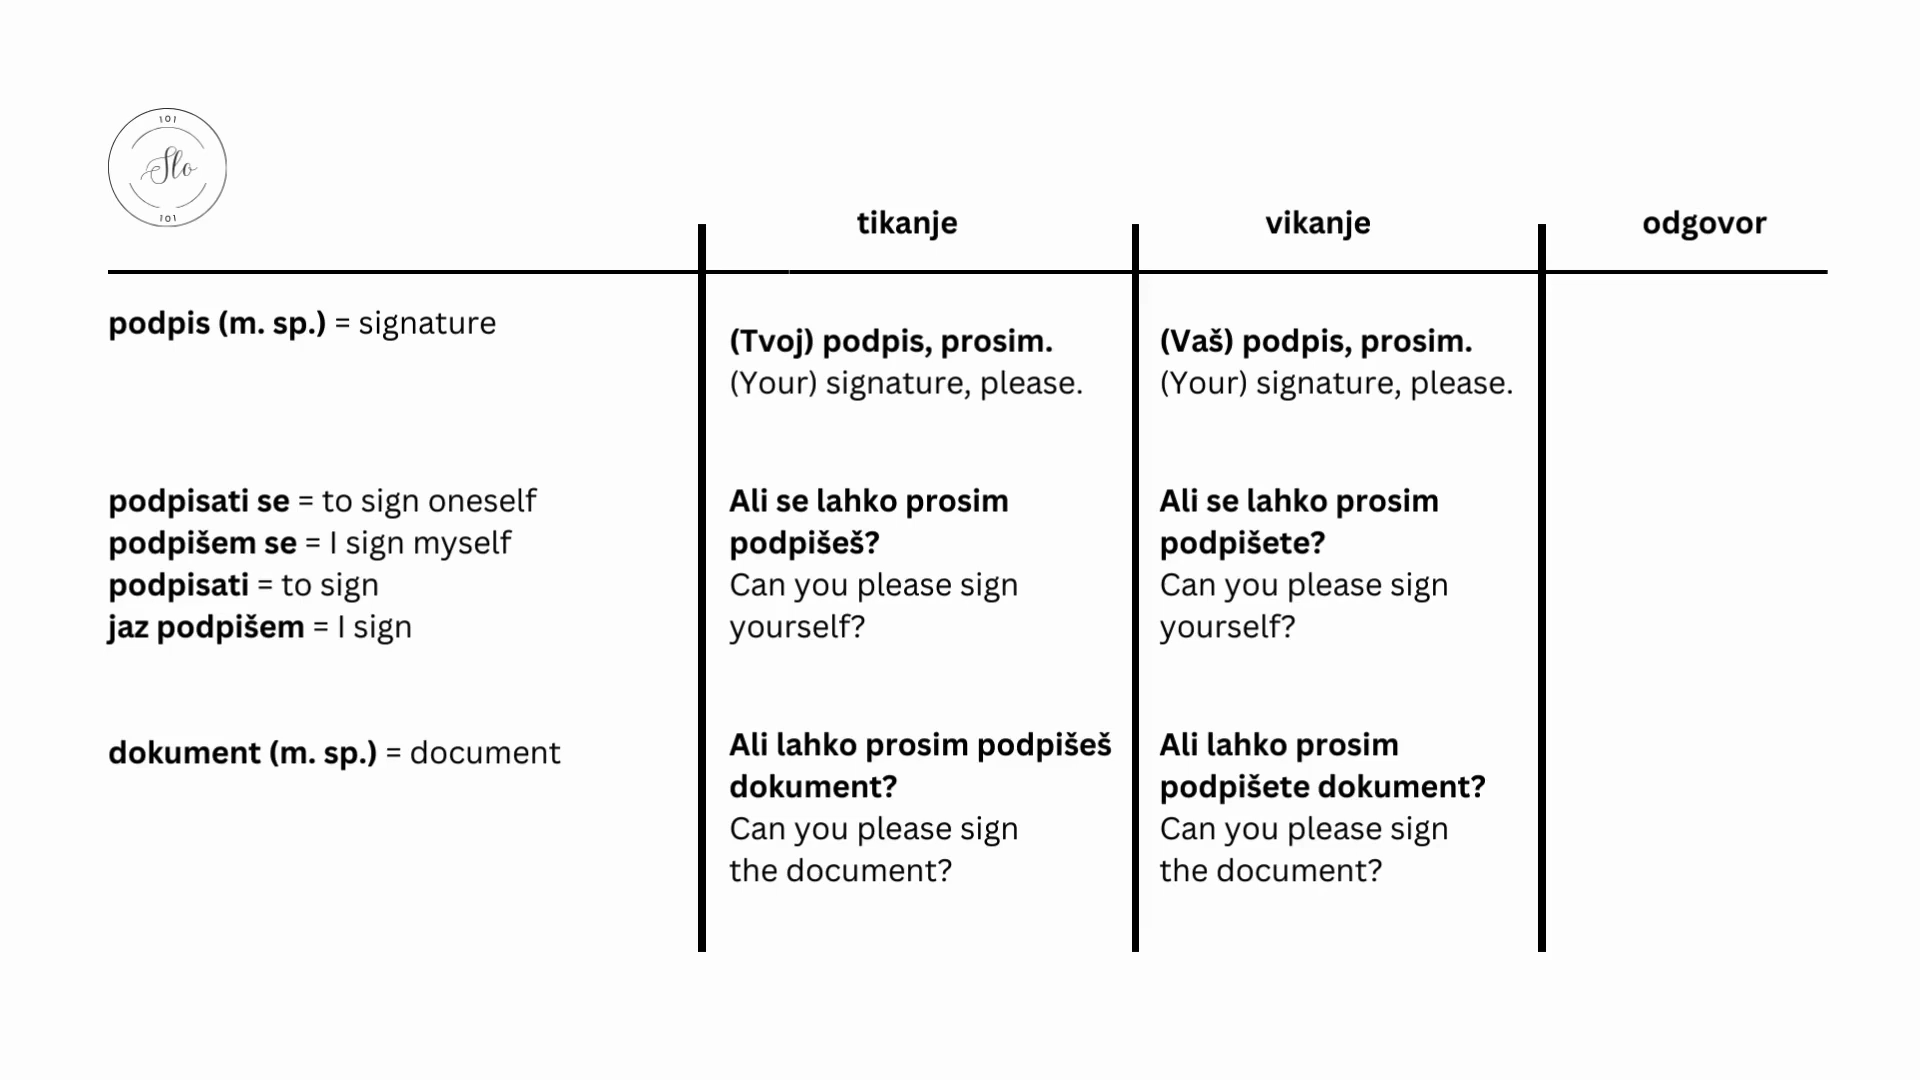 101
Slo
101
tikanje
vikanje
odgovor
podpis (m. sp.) = signature
(Tvoj) podpis, prosim.
(Your) signature, please.
(Vaš) podpis, prosim.
(Your) signature, please.
podpisati se = to sign oneself
podpišem se = I sign myself
podpisati = to sign
jaz podpišem = I sign
Ali se lahko prosim
podpišeš?
Can you please sign
yourself?
Ali se lahko prosim
podpišete?
Can you please sign
yourself?
dokument (m. sp.) = document
Ali lahko prosim podpišeš
dokument?
Can you please sign
the document?
Ali lahko prosim
podpišete dokument?
Can you please sign
the document?